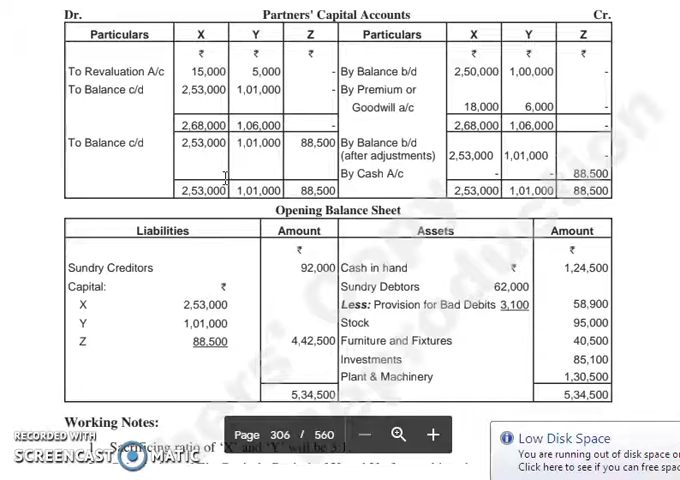 Dr. Partners' Capital Accounts Cr.
Particulars X Y Z Particulars X Y Z
₹ ₹ ₹ ₹ ₹ ₹
To Revaluation A/c 15,000 5,000 - By Balance b/d 2,50,000 1,00,000 -
To Balance c/d 2,53,000 1,01,000 - By Premium or
Goodwill a/c 18,000 6,000 -
2,68,000 1,06,000 - 2,68,000 1,06,000 -
To Balance c/d 2,53,000 1,01,000 88,500 By Balance b/d
(after adjustments) 2,53,000 1,01,000 -
By Cash A/c - - 88,500
2,53,000 1,01,000 88,500 2,53,000 1,01,000 88,500
Opening Balance Sheet
Liabilities Amount Assets Amount
₹ ₹
Sundry Creditors 92,000 Cash in hand ₹ 1,24,500
Capital: ₹ Sundry Debtors 62,000
X 2,53,000 Less: Provision for Bad Debits 3,100 58,900
Y 1,01,000 Stock 95,000
Z 88,500 4,42,500 Furniture and Fixtures 40,500
Investments 85,100
Plant & Machinery 1,30,500
5,34,500 5,34,500
Working Notes:
1. Sacrificing ratio of 'X' and 'Y' will be 3:1.
Page 306 / 560
RECORDED WITH
SCREENCAST MATIC
Low Disk Space
You are running out of disk space
Click here to see if you can free